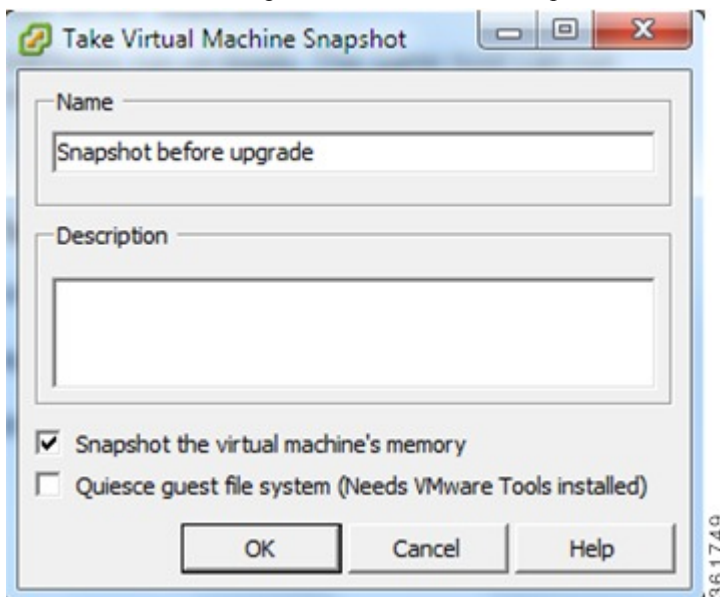 Take Virtual Machine Snapshot
Name
Snapshot before upgrade
Description
Snapshot the virtual machine's memory
Quiesce guest file system (Needs VMware Tools installed)
OK Cancel Help
361749